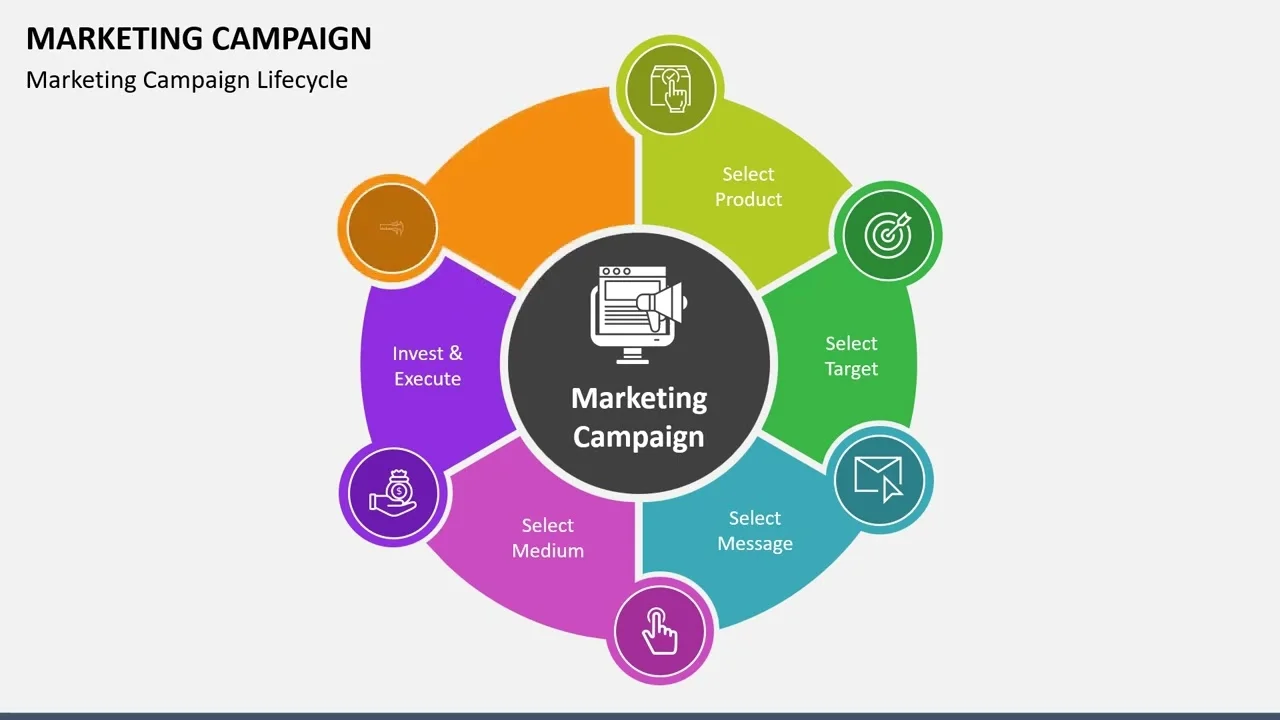 MARKETING CAMPAIGN
Marketing Campaign Lifecycle
Select
Product
Select
Target
Select
Message
Select
Medium
Invest &
Execute
Marketing
Campaign
$